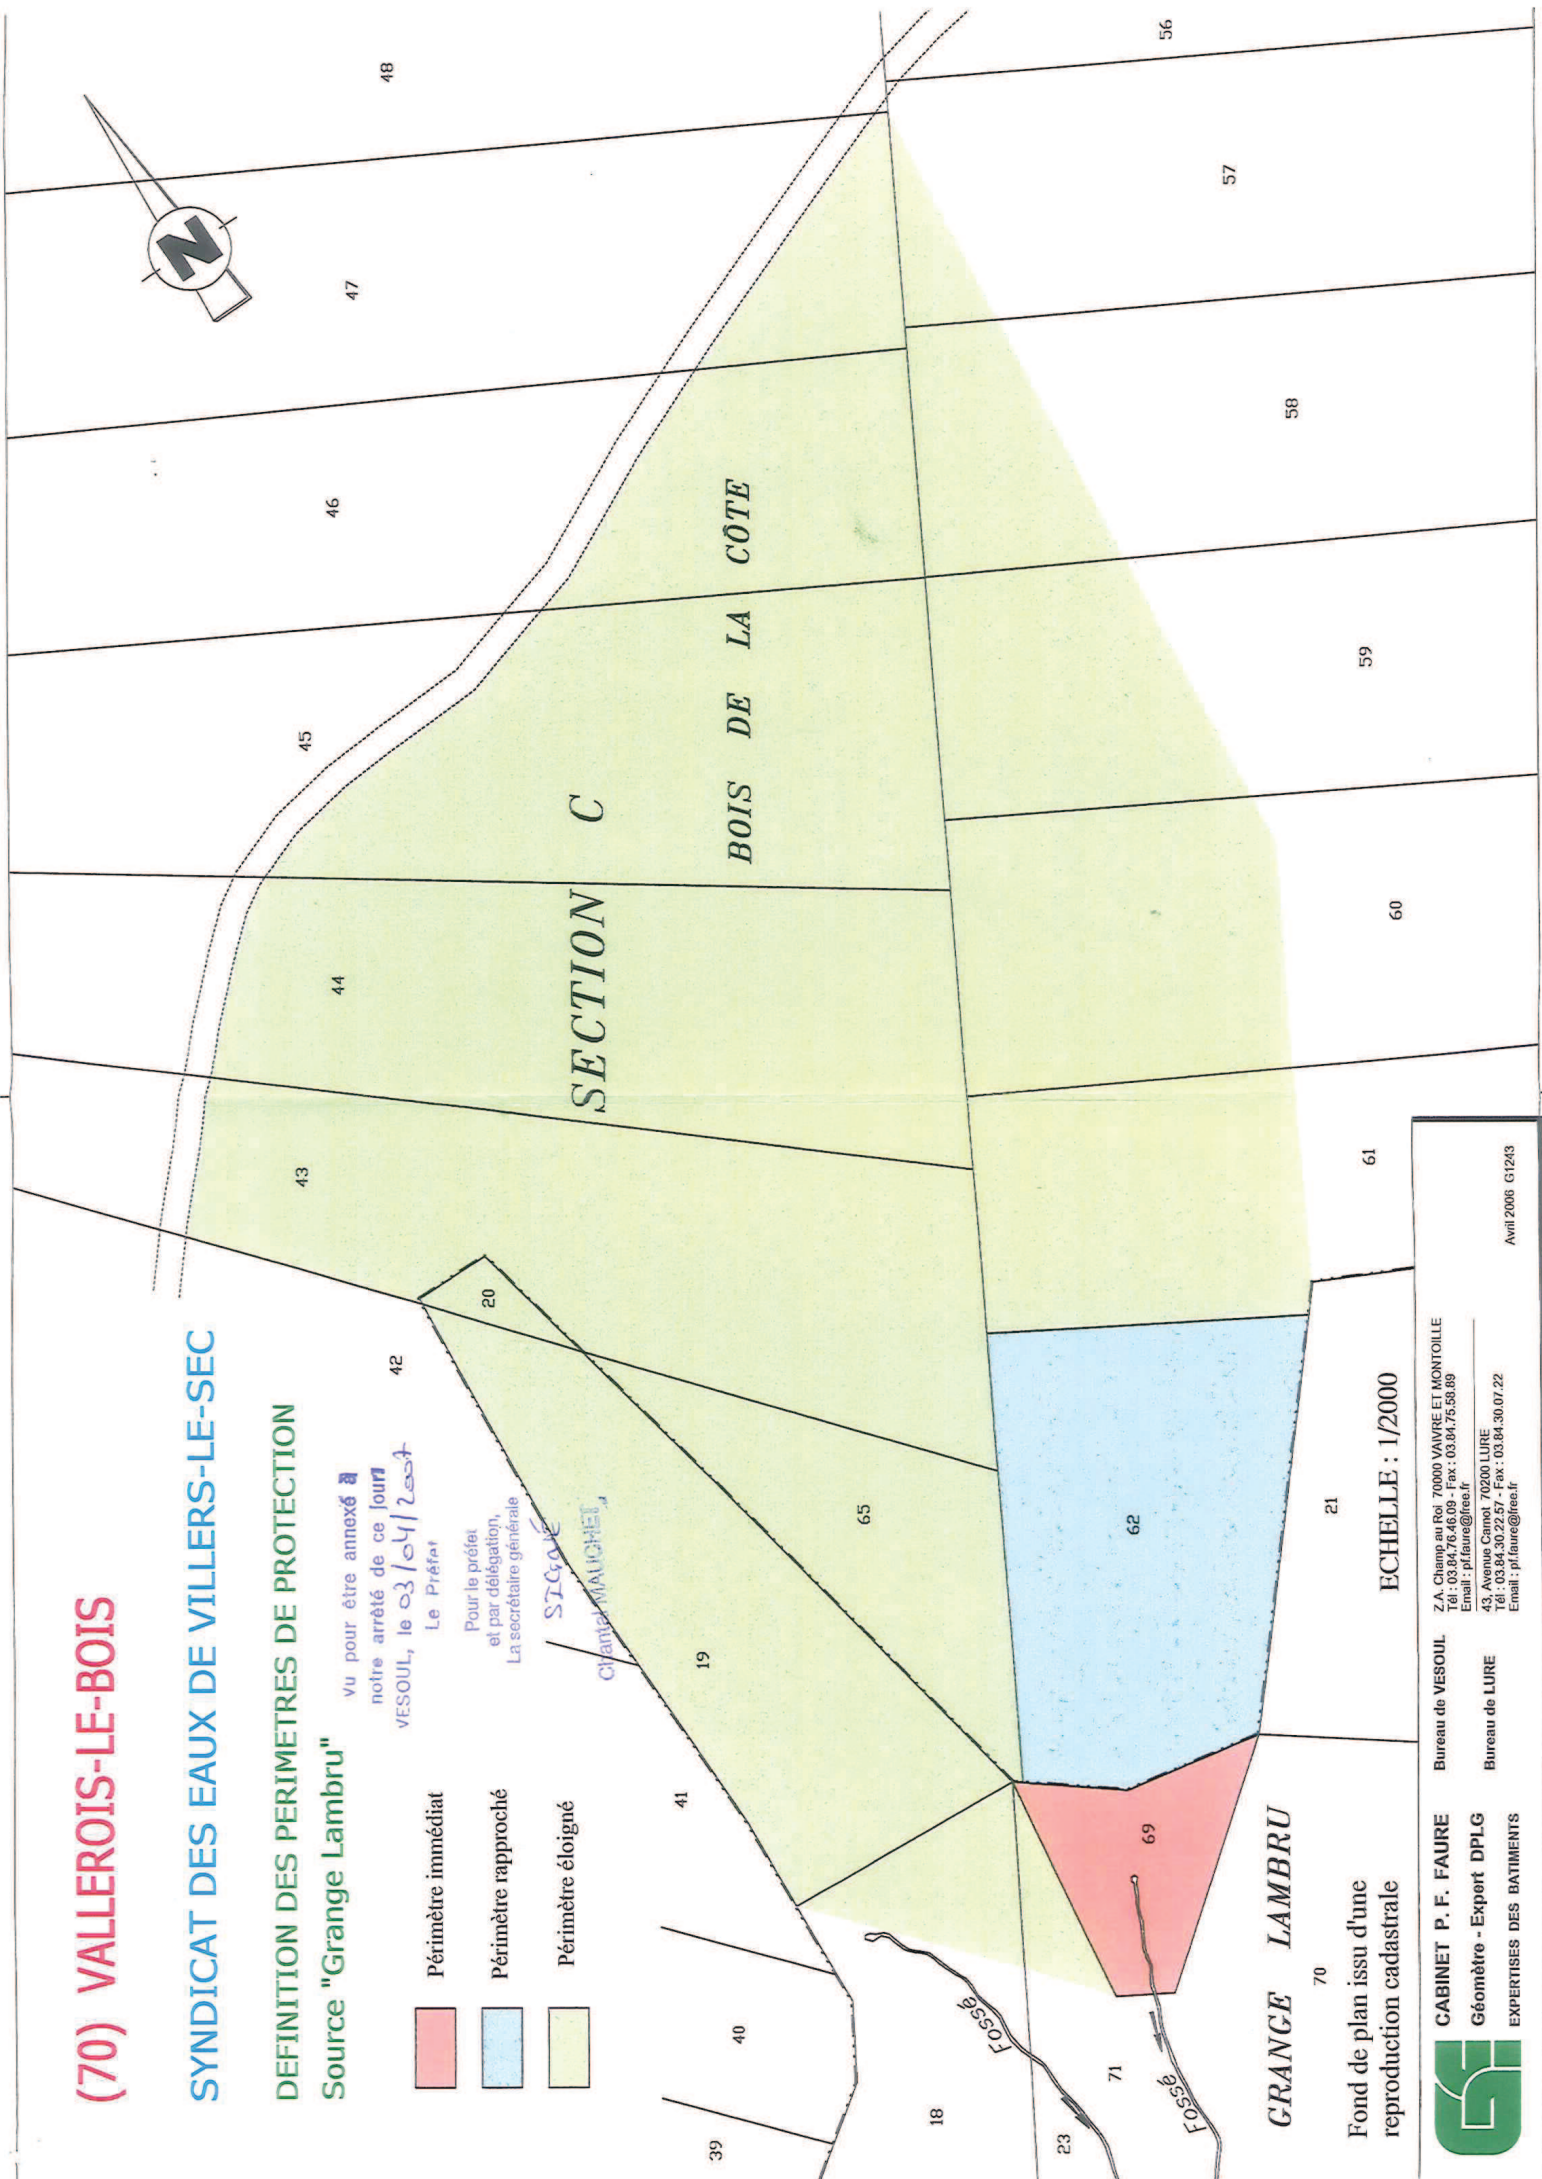 (70) VALLEROIS-LE-BOIS
SYNDICAT DES EAUX DE VILLERS-LE-SEC
DEFINITION DES PERIMETRES DE PROTECTION
Source "Grange Lambru"
vu pour être annexé à
notre arrêté de ce jour
VESOUL, le 03/04/2007
Le Préfet
Pour le préfet
et par délégation,
La secrétaire générale
SIGNÉ
Chantal MAUCHET
Périmètre immédiat
Périmètre rapproché
Périmètre éloigné
N
48
47
46
45
44
43
42
41
40
39
20
19
18
65
SECTION C
BOIS DE LA CÔTE
56
57
58
59
60
61
62
21
69
70
71
23
Fossé
Fossé
GRANGE LAMBRU
Fond de plan issu d'une
reproduction cadastrale
ECHELLE : 1/2000
CABINET P. F. FAURE
Géomètre - Expert DPLG
EXPERTISES DES BATIMENTS
Bureau de VESOUL
Z.A. Champ au Roi 70000 VAIVRE ET MONTOILLE
Tél : 03.84.76.46.09 - Fax : 03.84.75.58.89
Email : pf.faure@free.fr
Bureau de LURE
43, Avenue Carnot 70200 LURE
Tél : 03.84.30.22.57 - Fax : 03.84.30.07.22
Email : pf.faure@free.fr
Avril 2006 G1243